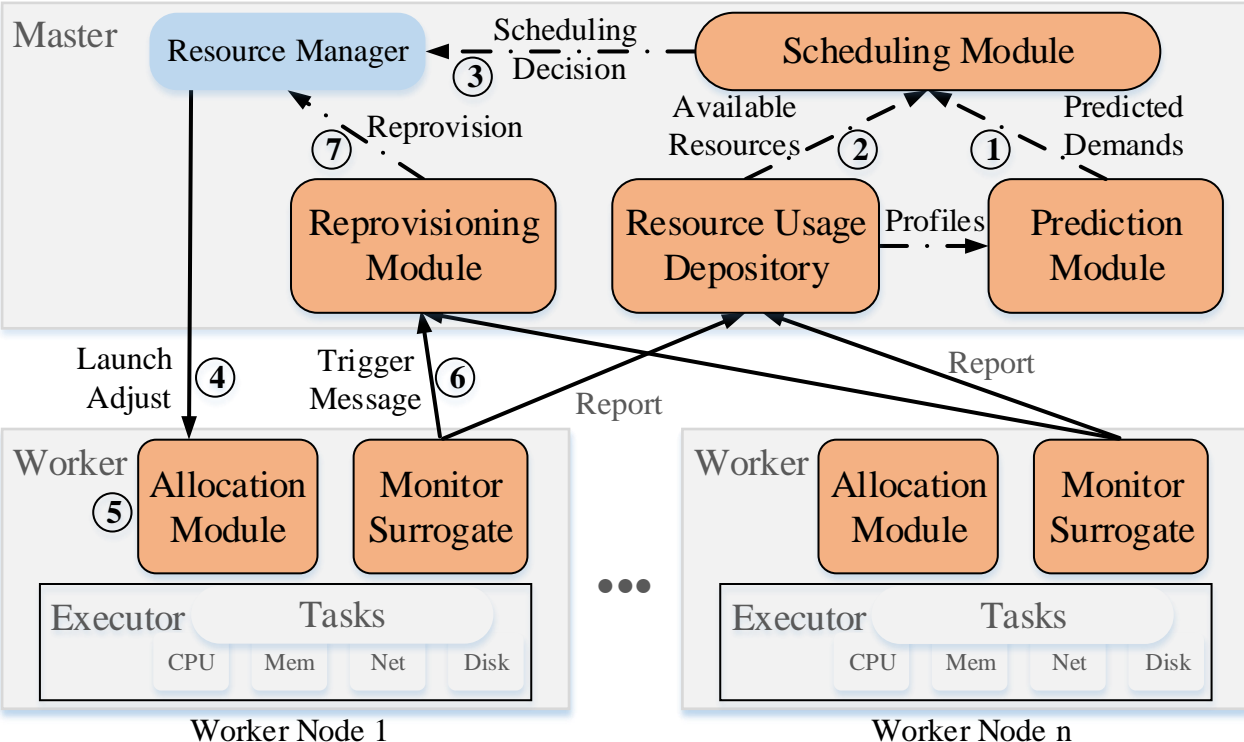 Master
Resource Manager
Scheduling
Decision
③
Scheduling Module
Available
Resources
②
①
Predicted
Demands
⑦
Reprovision
Reprovisioning
Module
Resource Usage
Depository
Profiles
Prediction
Module
Launch
Adjust
④
Trigger
Message
⑥
Report
Report
Worker
⑤
Allocation
Module
Monitor
Surrogate
Executor
Tasks
CPU
Mem
Net
Disk
Worker Node 1
•••
Worker
Allocation
Module
Monitor
Surrogate
Executor
Tasks
CPU
Mem
Net
Disk
Worker Node n